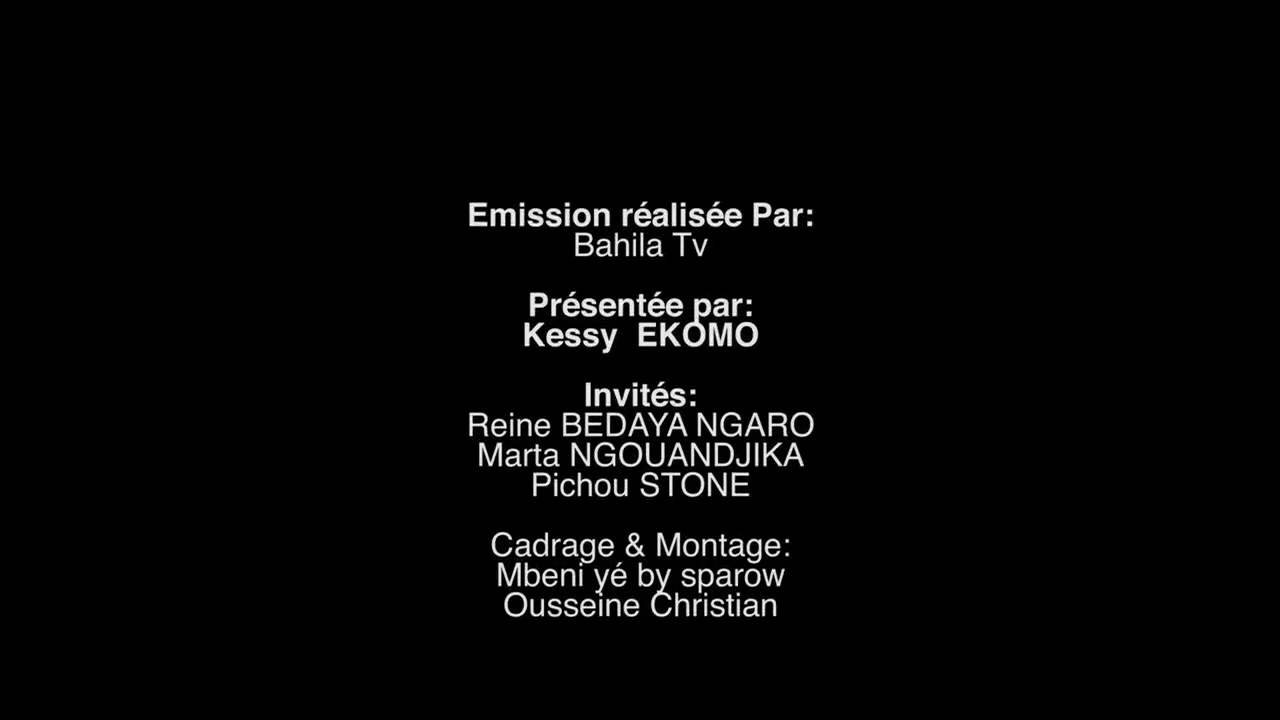 Emission réalisée Par:
Bahila Tv
Présentée par:
Kessy EKOMO
Invités:
Reine BEDAYA NGARO
Marta NGOUANDJIKA
Pichou STONE
Cadrage & Montage:
Mbeni yé by sparow
Ousseine Christian